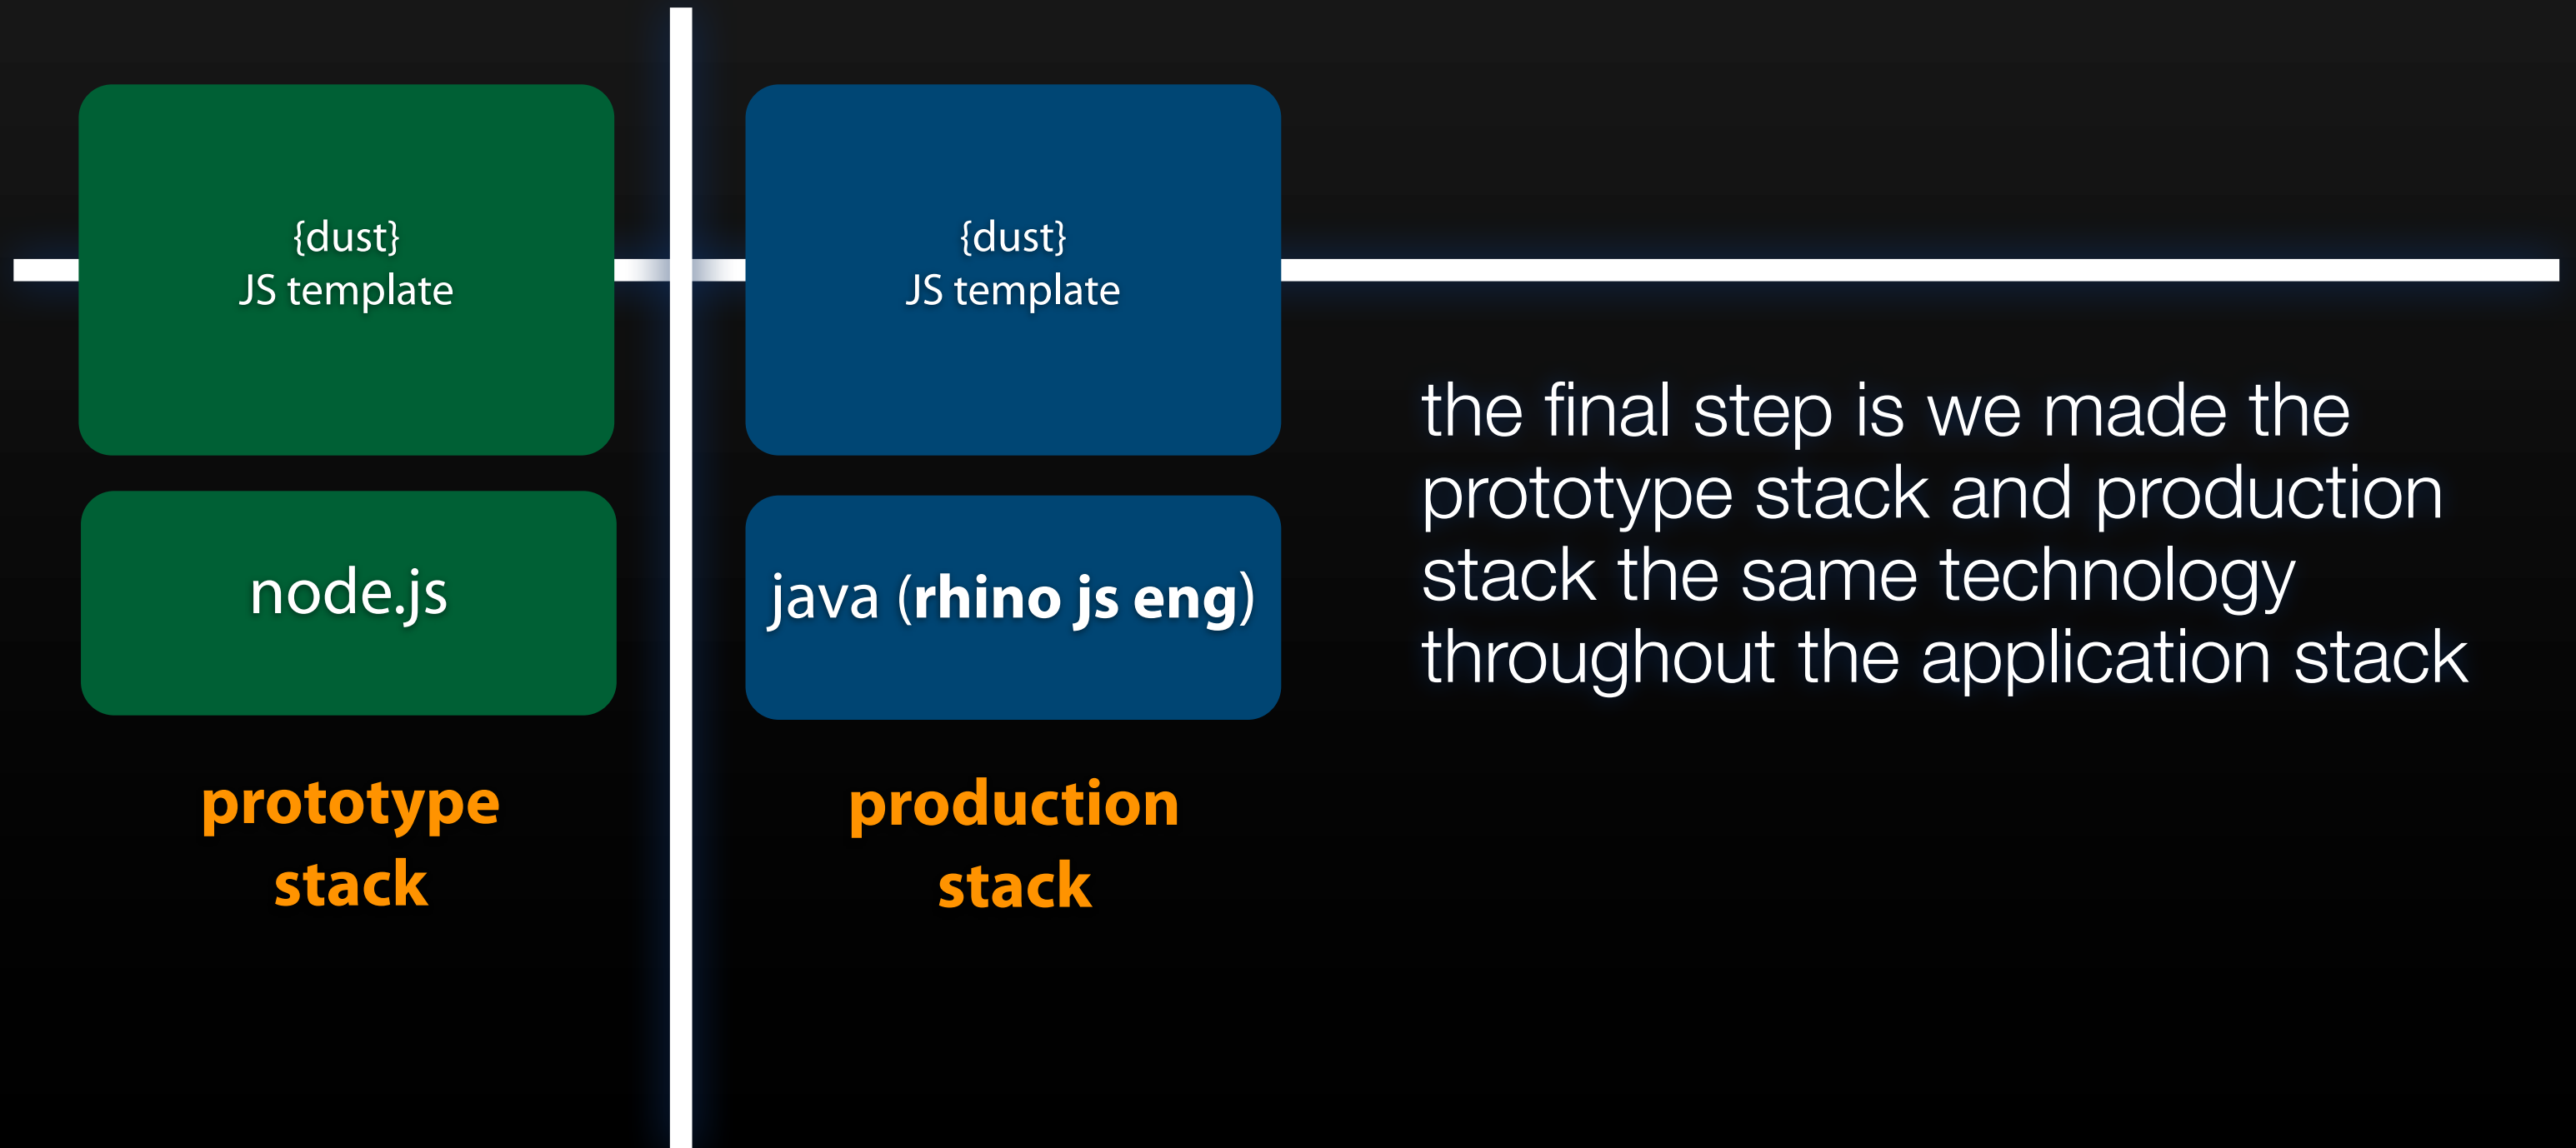 {dust}
JS template
node.js
prototype
stack
{dust}
JS template
java (rhino js eng)
production
stack
the final step is we made the
prototype stack and production
stack the same technology
throughout the application stack